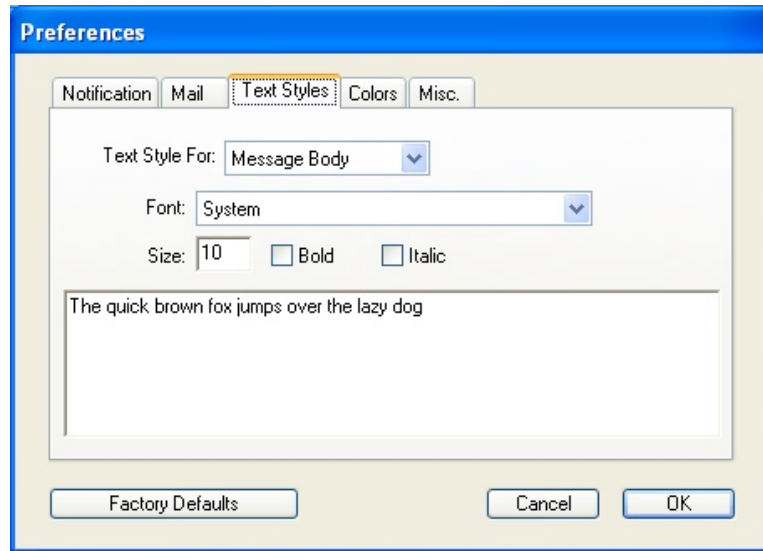 Preferences
Notification Mail Text Styles Colors Misc.
Text Style For: Message Body
Font: System
Size: 10 Bold Italic
The quick brown fox jumps over the lazy dog
Factory Defaults Cancel OK